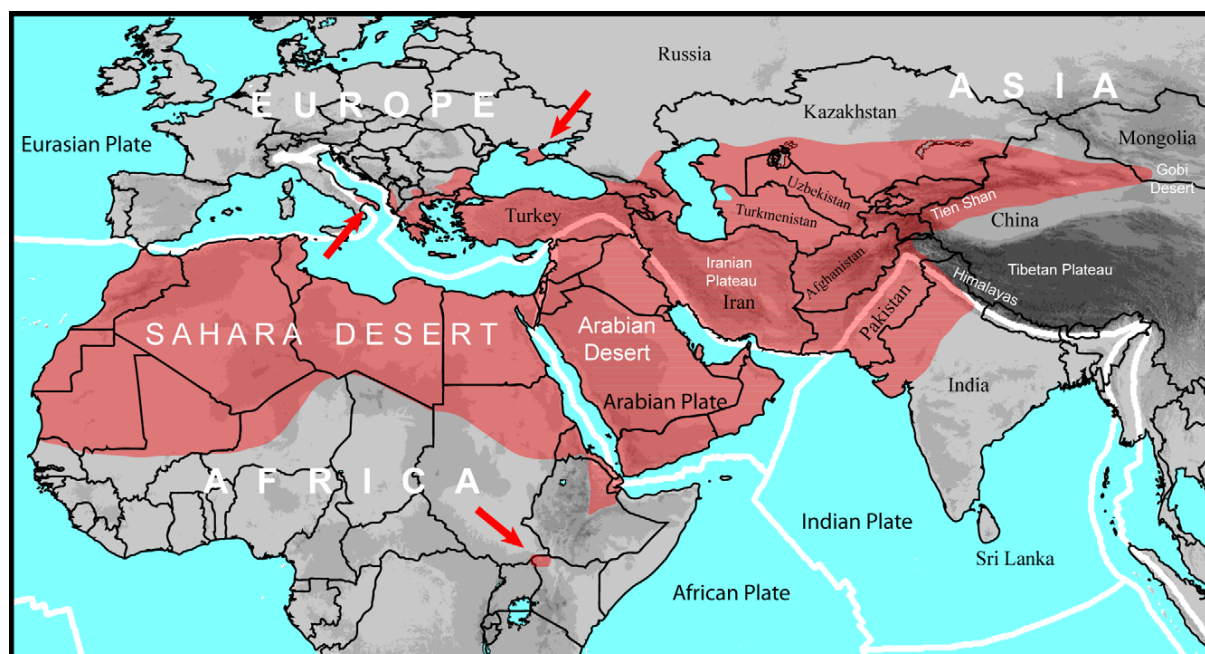 Russia
ASIA
EUROPE
Kazakhstan
Mongolia
Eurasian Plate
Gobi
Desert
Uzbekistan
Tien Shan
Turkey
Turkmenistan
China
Iranian
Plateau
Afghanistan
Tibetan Plateau
Himalayas
Iran
Pakistan
SAHARA DESERT
Arabian
Desert
India
Arabian Plate
AFRICA
Indian Plate
Sri Lanka
African Plate